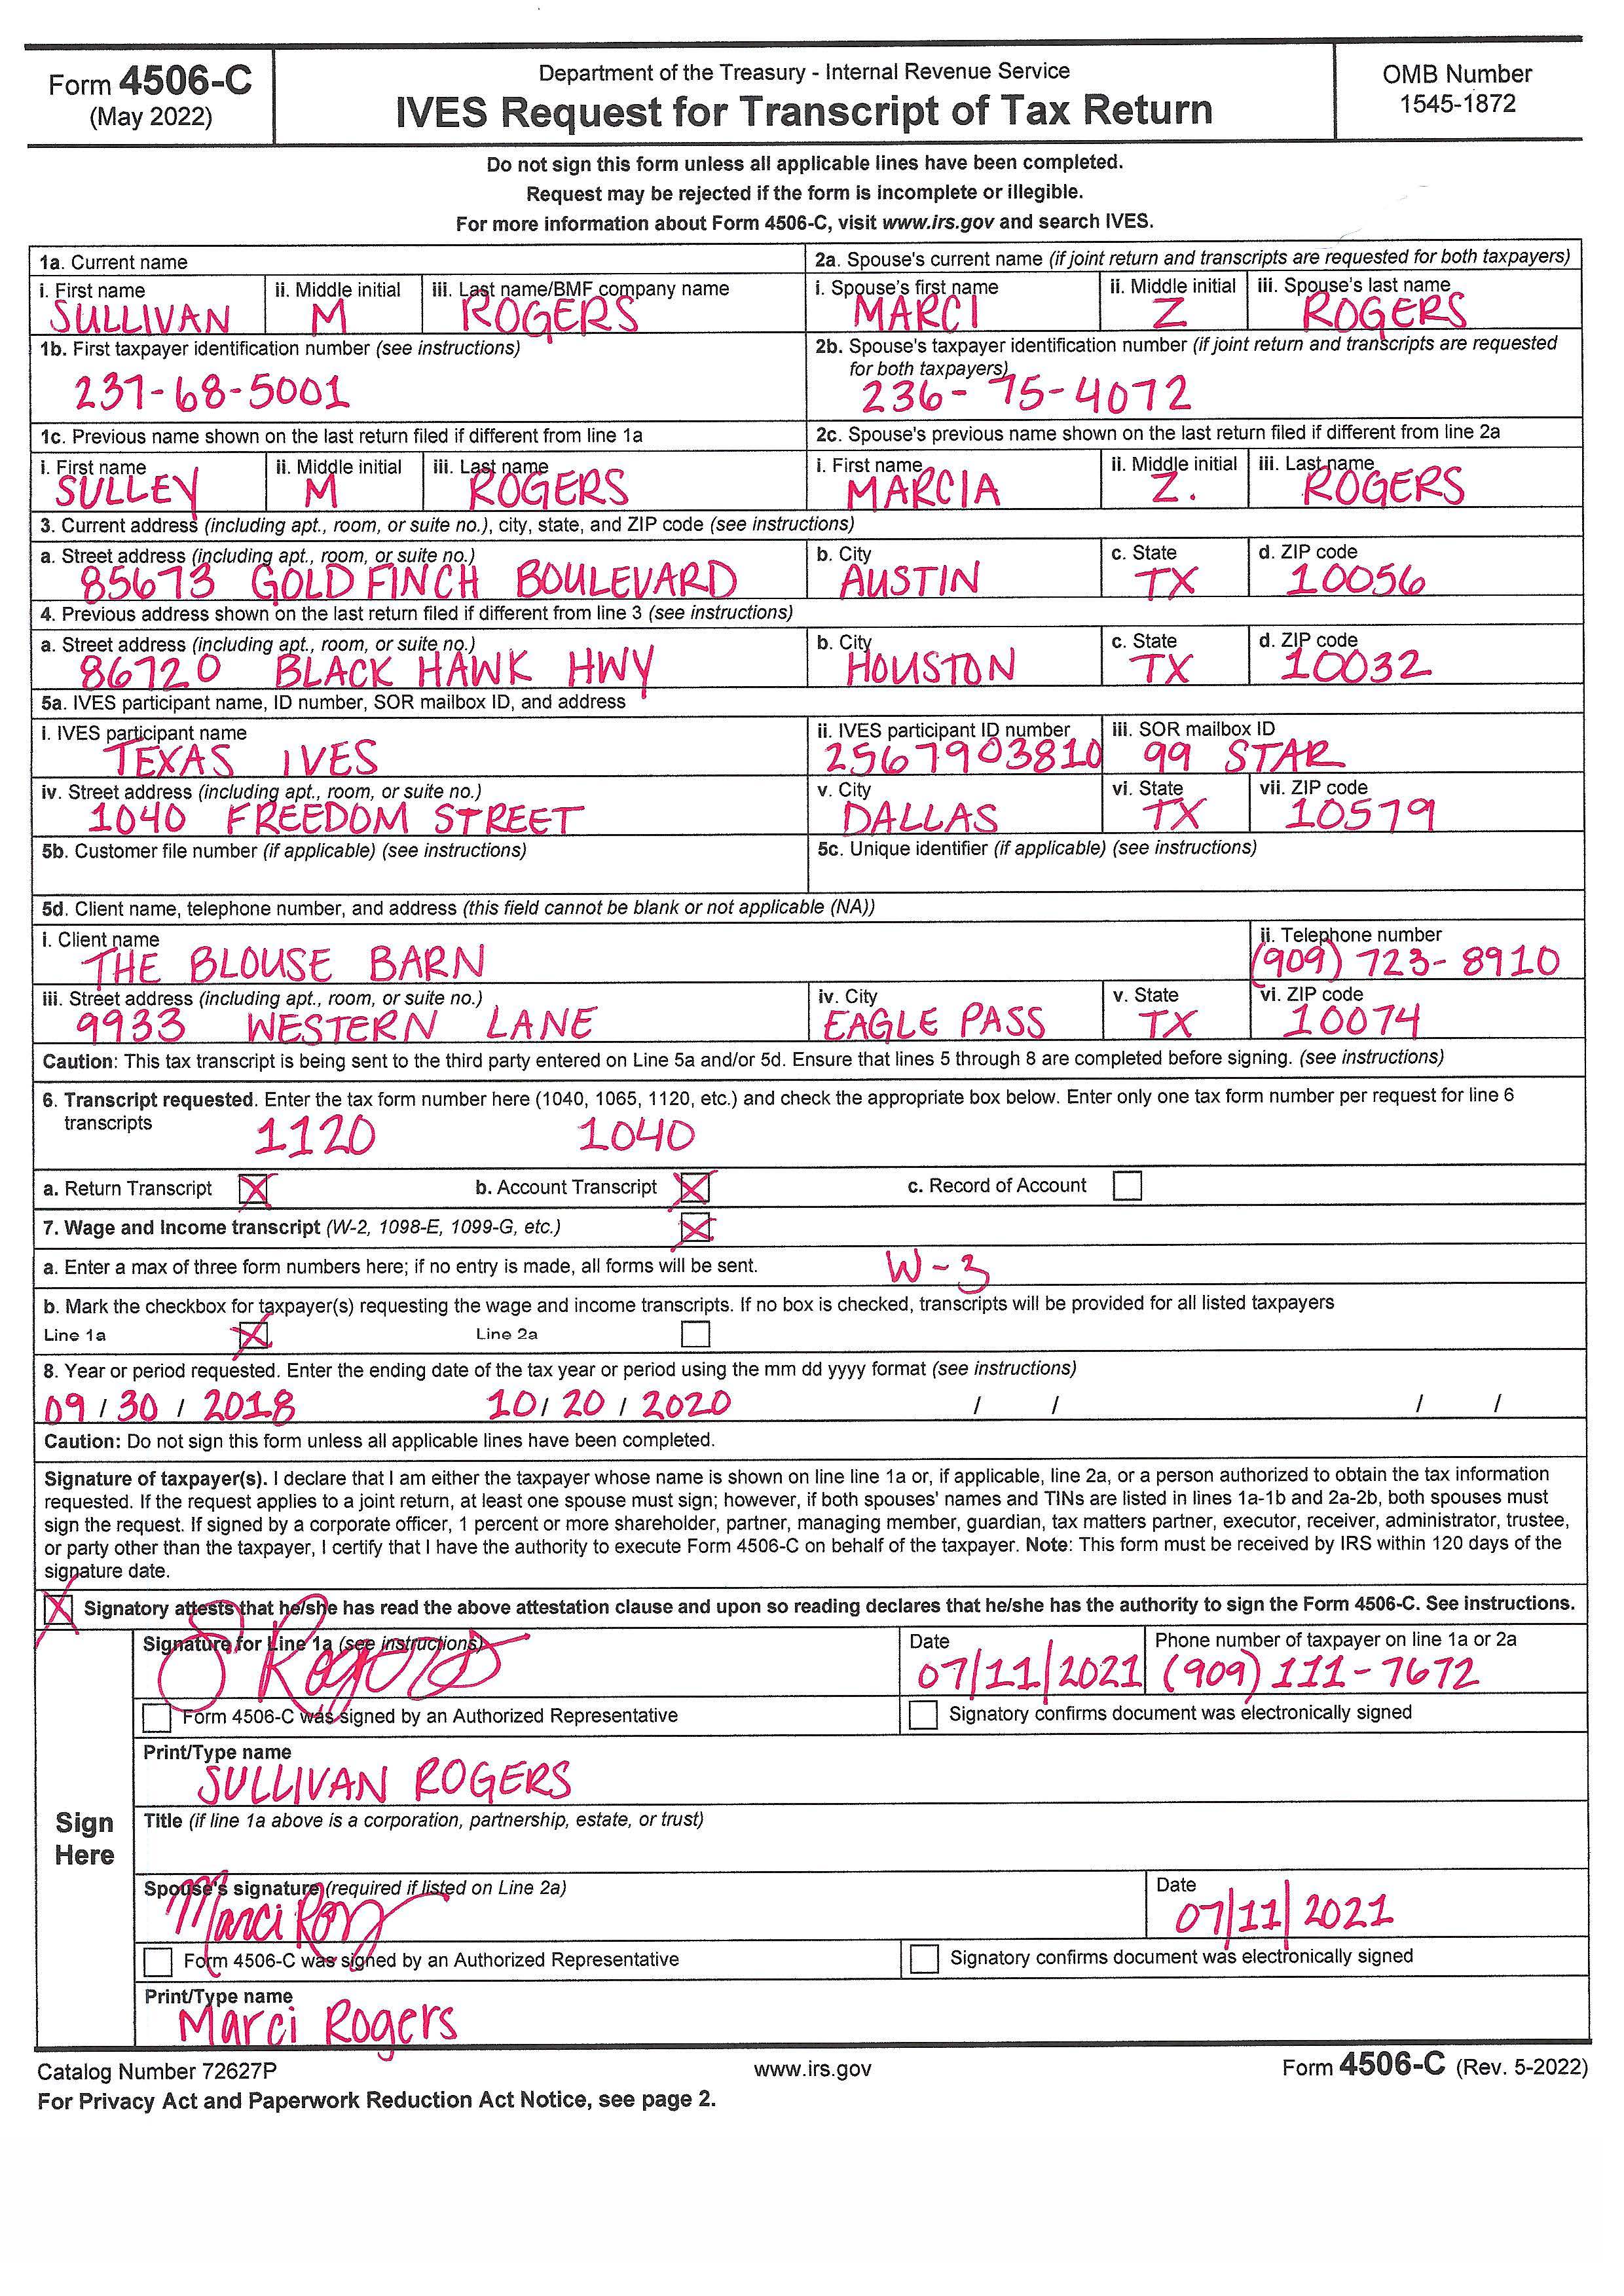 Form 4506-C
(May 2022)
Department of the Treasury - Internal Revenue Service
IVES Request for Transcript of Tax Return
OMB Number
1545-1872
Do not sign this form unless all applicable lines have been completed.
Request may be rejected if the form is incomplete or illegible.
For more information about Form 4506-C, visit www.irs.gov and search IVES.
1a. Current name
2a. Spouse's current name (if joint return and transcripts are requested for both taxpayers)
i. First name ii. Middle initial iii. Last name/BMF company name i. Spouse's first name ii. Middle initial iii. Spouse's last name
SULLIVAN M ROGERS MARCI Z ROGERS
1b. First taxpayer identification number (see instructions)
237-68-5001
2b. Spouse's taxpayer identification number (if joint return and transcripts are requested
for both taxpayers)
236-75-4072
1c. Previous name shown on the last return filed if different from line 1a
2c. Spouse's previous name shown on the last return filed if different from line 2a
i. First name ii. Middle initial iii. Last name i. First name ii. Middle initial iii. Last name
SULLEY M ROGERS MARCIA Z. ROGERS
3. Current address (including apt., room, or suite no.), city, state, and ZIP code (see instructions)
a. Street address (including apt., room, or suite no.) b. City c. State d. ZIP code
85673 GOLD FINCH BOULEVARD AUSTIN TX 10056
4. Previous address shown on the last return filed if different from line 3 (see instructions)
a. Street address (including apt., room, or suite no.) b. City c. State d. ZIP code
86720 BLACK HAWK HWY HOUSTON TX 10032
5a. IVES participant name, ID number, SOR mailbox ID, and address
i. IVES participant name ii. IVES participant ID number iii. SOR mailbox ID
TEXAS IVES 2567903810 99 STAR
iv. Street address (including apt., room, or suite no.) v. City vi. State vii. ZIP code
1040 FREEDOM STREET DALLAS TX 10579
5b. Customer file number (if applicable) (see instructions)
5c. Unique identifier (if applicable) (see instructions)
5d. Client name, telephone number, and address (this field cannot be blank or not applicable (NA))
i. Client name ii. Telephone number
THE BLOUSE BARN (909) 723-8910
iii. Street address (including apt., room, or suite no.) iv. City v. State vi. ZIP code
9933 WESTERN LANE EAGLE PASS TX 10074
Caution: This tax transcript is being sent to the third party entered on Line 5a and/or 5d. Ensure that lines 5 through 8 are completed before signing. (see instructions)
6. Transcript requested. Enter the tax form number here (1040, 1065, 1120, etc.) and check the appropriate box below. Enter only one tax form number per request for line 6
transcripts
1120 1040
a. Return Transcript X b. Account Transcript X c. Record of Account
7. Wage and Income transcript (W-2, 1098-E, 1099-G, etc.) X
a. Enter a max of three form numbers here; if no entry is made, all forms will be sent. W-3
b. Mark the checkbox for taxpayer(s) requesting the wage and income transcripts. If no box is checked, transcripts will be provided for all listed taxpayers
Line 1a X Line 2a
8. Year or period requested. Enter the ending date of the tax year or period using the mm dd yyyy format (see instructions)
09 / 30 / 2018 10 / 20 / 2020 / / / /
Caution: Do not sign this form unless all applicable lines have been completed.
Signature of taxpayer(s). I declare that I am either the taxpayer whose name is shown on line line 1a or, if applicable, line 2a, or a person authorized to obtain the tax information
requested. If the request applies to a joint return, at least one spouse must sign; however, if both spouses' names and TINs are listed in lines 1a-1b and 2a-2b, both spouses must
sign the request. If signed by a corporate officer, 1 percent or more shareholder, partner, managing member, guardian, tax matters partner, executor, receiver, administrator, trustee,
or party other than the taxpayer, I certify that I have the authority to execute Form 4506-C on behalf of the taxpayer. Note: This form must be received by IRS within 120 days of the
signature date.
X Signatory attests that he/she has read the above attestation clause and upon so reading declares that he/she has the authority to sign the Form 4506-C. See instructions.
Sign Here
Signature for Line 1a (see instructions) Date Phone number of taxpayer on line 1a or 2a
S Rogers 07/11/2021 (909) 111-7672
Form 4506-C was signed by an Authorized Representative Signatory confirms document was electronically signed
Print/Type name
SULLIVAN ROGERS
Title (if line 1a above is a corporation, partnership, estate, or trust)
Spouse's signature (required if listed on Line 2a) Date
Marci Rog 07/11/2021
Form 4506-C was signed by an Authorized Representative Signatory confirms document was electronically signed
Print/Type name
Marci Rogers
Catalog Number 72627P www.irs.gov Form 4506-C (Rev. 5-2022)
For Privacy Act and Paperwork Reduction Act Notice, see page 2.